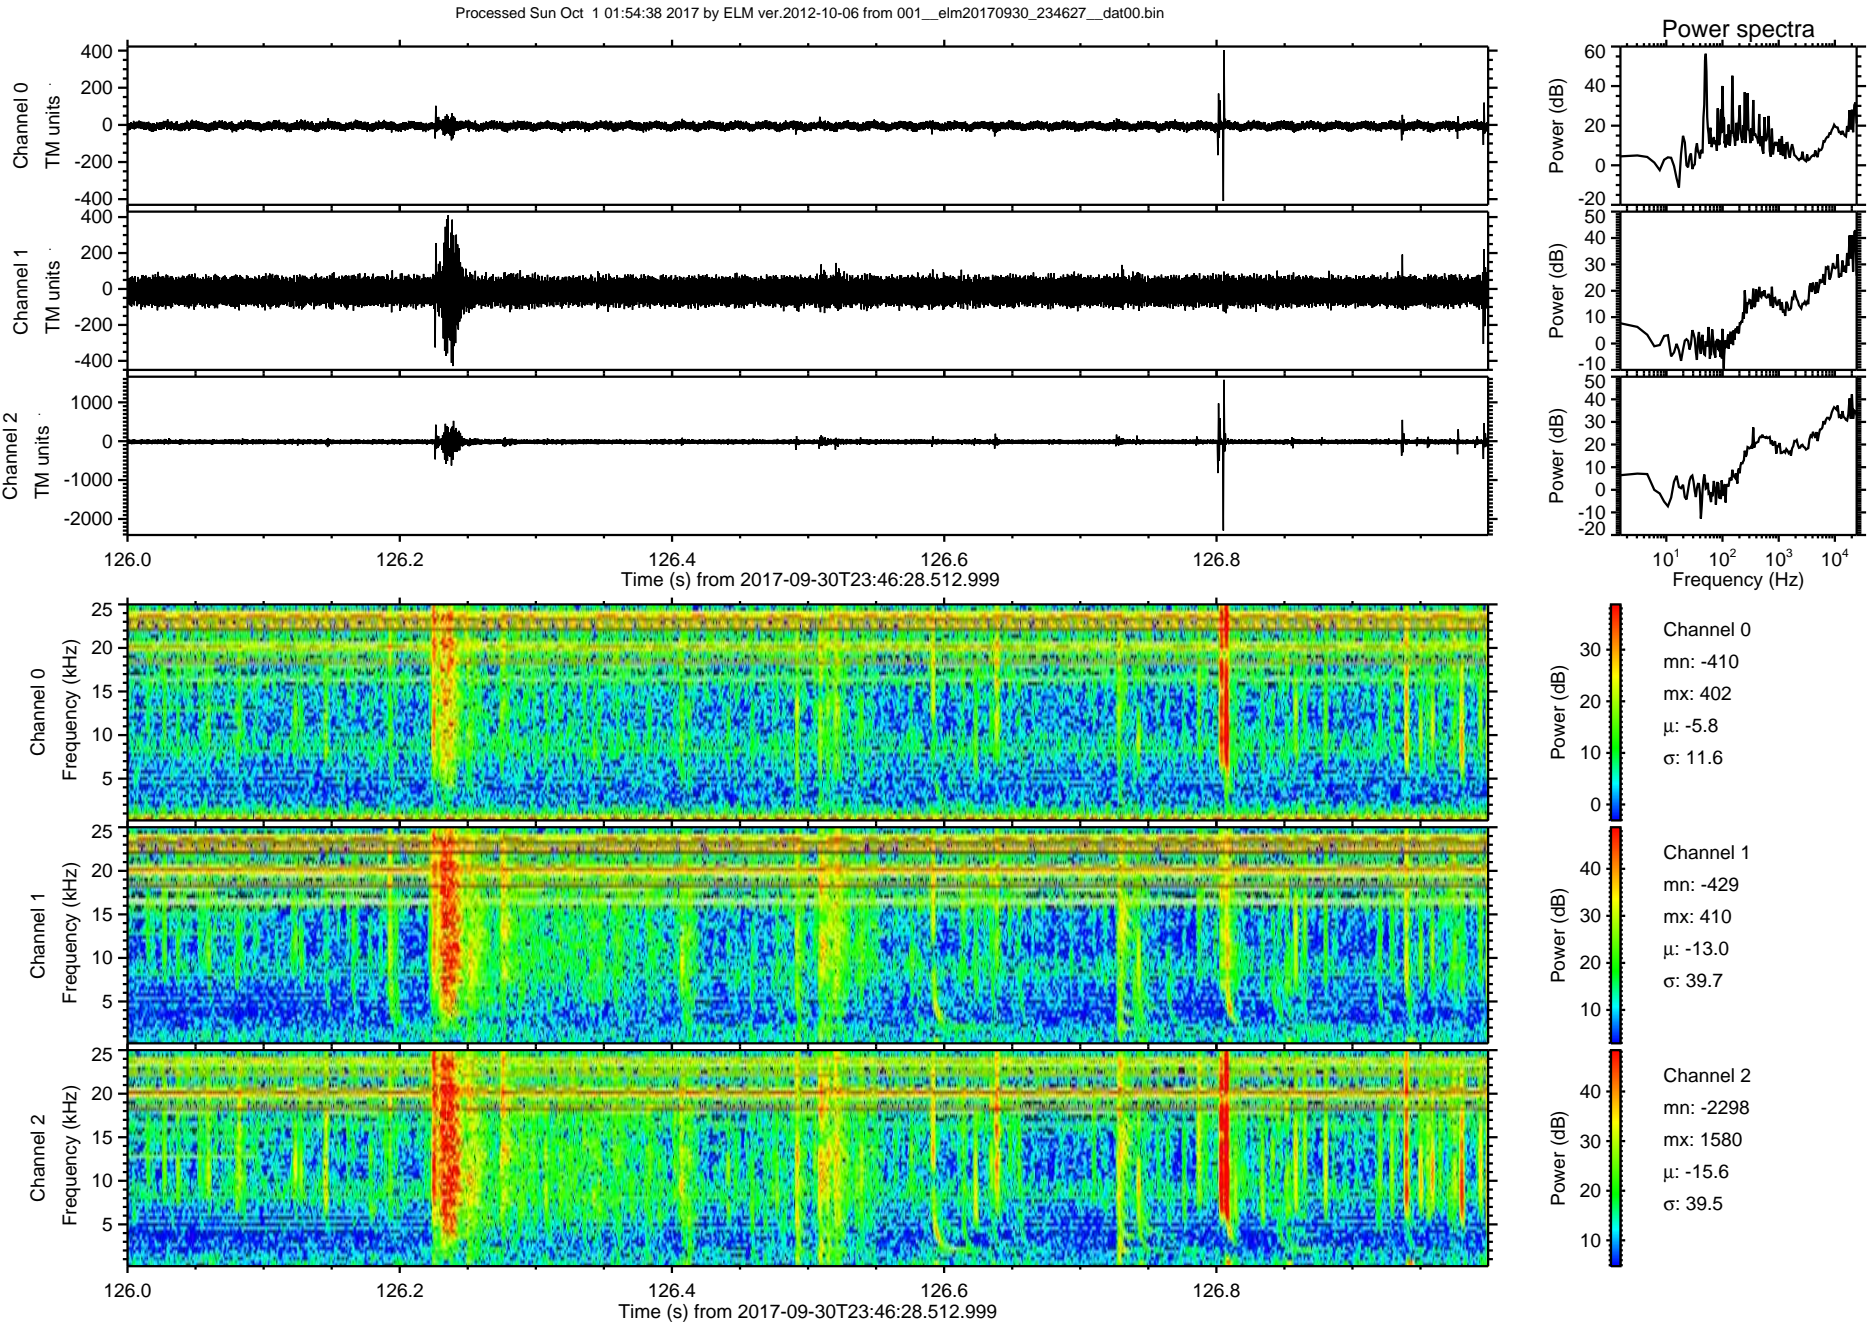 Processed Sun Oct 1 01:54:38 2017 by ELM ver.2012-10-06 from 001__elm20170930_234627__dat00.bin
Power spectra
Channel 0
TM units
400
200
0
-200
-400
Power (dB)
60
40
20
0
-20
Channel 1
TM units
400
200
0
-200
-400
Power (dB)
50
40
30
20
10
0
-10
Channel 2
TM units
1000
0
-1000
-2000
Power (dB)
50
40
30
20
10
0
-10
-20
126.0 126.2 126.4 126.6 126.8
Time (s) from 2017-09-30T23:46:28.512.999
10^1 10^2 10^3 10^4
Frequency (Hz)
Channel 0
Frequency (kHz)
25
20
15
10
5
Power (dB)
30
20
10
0
Channel 0
mn: -410
mx: 402
μ: -5.8
σ: 11.6
Channel 1
Frequency (kHz)
25
20
15
10
5
Power (dB)
40
30
20
10
Channel 1
mn: -429
mx: 410
μ: -13.0
σ: 39.7
Channel 2
Frequency (kHz)
25
20
15
10
5
Power (dB)
40
30
20
10
Channel 2
mn: -2298
mx: 1580
μ: -15.6
σ: 39.5
126.0 126.2 126.4 126.6 126.8
Time (s) from 2017-09-30T23:46:28.512.999